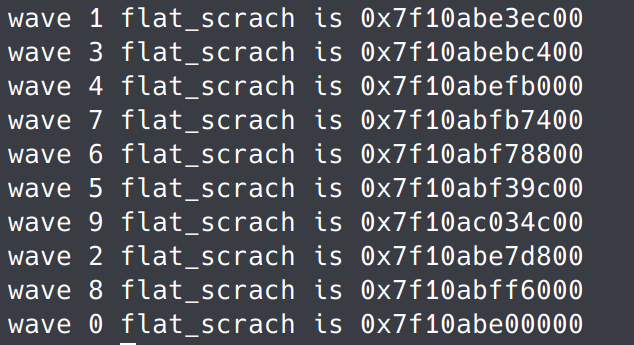 wave 1 flat_scrach is 0x7f10abe3ec00
wave 3 flat_scrach is 0x7f10abebc400
wave 4 flat_scrach is 0x7f10abefb000
wave 7 flat_scrach is 0x7f10abfb7400
wave 6 flat_scrach is 0x7f10abf78800
wave 5 flat_scrach is 0x7f10abf39c00
wave 9 flat_scrach is 0x7f10ac034c00
wave 2 flat_scrach is 0x7f10abe7d800
wave 8 flat_scrach is 0x7f10abff6000
wave 0 flat_scrach is 0x7f10abe00000